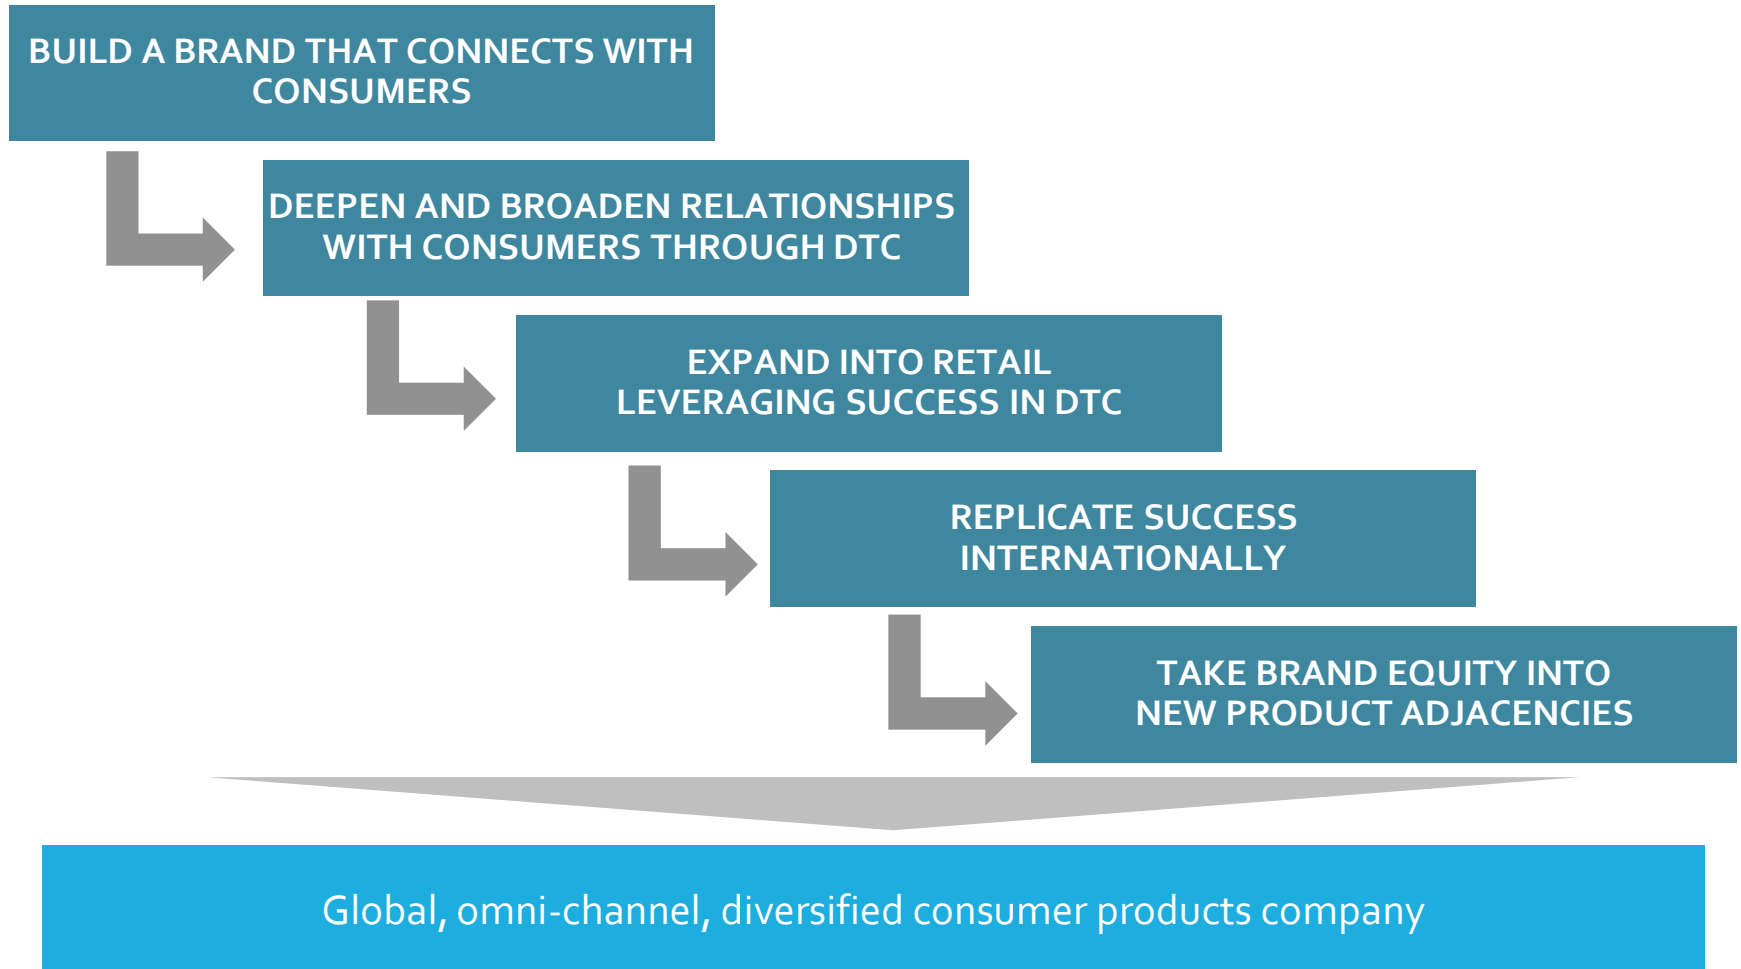 BUILD A BRAND THAT CONNECTS WITH
CONSUMERS
DEEPEN AND BROADEN RELATIONSHIPS
WITH CONSUMERS THROUGH DTC
EXPAND INTO RETAIL
LEVERAGING SUCCESS IN DTC
REPLICATE SUCCESS
INTERNATIONALLY
TAKE BRAND EQUITY INTO
NEW PRODUCT ADJACENCIES
Global, omni-channel, diversified consumer products company